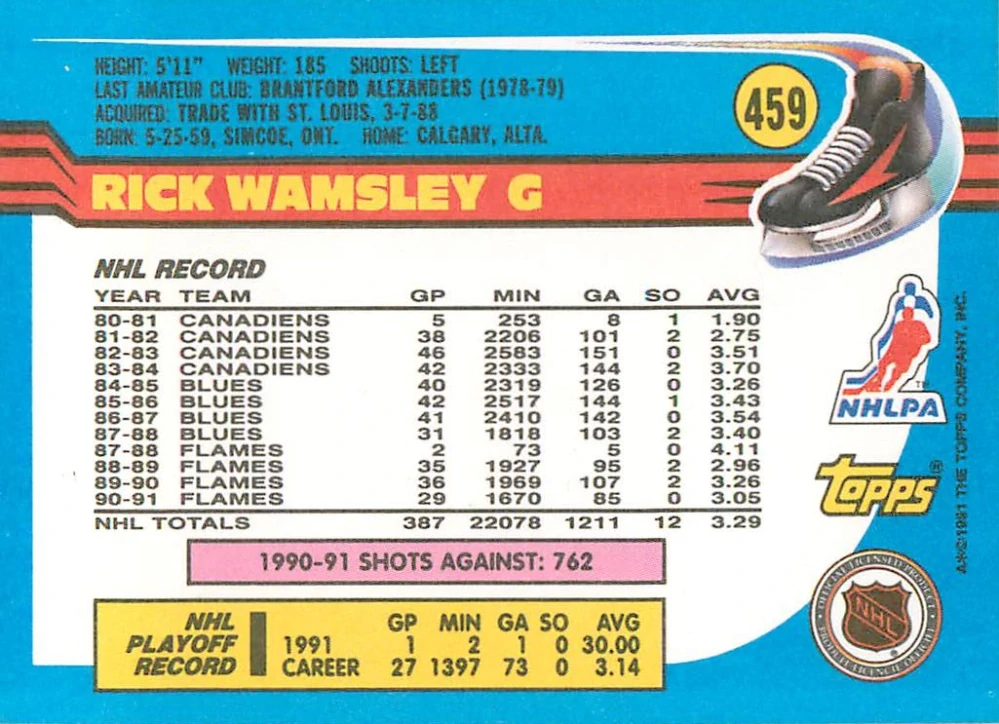 HEIGHT: 5'11" WEIGHT: 185 SHOOTS: LEFT
LAST AMATEUR CLUB: BRANTFORD ALEXANDERS (1978-79)
ACQUIRED: TRADE WITH ST. LOUIS, 3-7-88
BORN: 5-25-59, SIMCOE, ONT. HOME: CALGARY, ALTA.
459
RICK WAMSLEY G
NHL RECORD
YEAR TEAM GP MIN GA SO AVG
80-81 CANADIENS 5 253 8 1 1.90
81-82 CANADIENS 38 2206 101 2 2.75
82-83 CANADIENS 46 2583 151 0 3.51
83-84 CANADIENS 42 2333 144 2 3.70
84-85 BLUES 40 2319 126 0 3.26
85-86 BLUES 42 2517 144 1 3.43
86-87 BLUES 41 2410 142 0 3.54
87-88 BLUES 31 1818 103 2 3.40
87-88 FLAMES 2 73 5 0 4.11
88-89 FLAMES 35 1927 95 2 2.96
89-90 FLAMES 36 1969 107 2 3.26
90-91 FLAMES 29 1670 85 0 3.05
NHL TOTALS 387 22078 1211 12 3.29
1990-91 SHOTS AGAINST: 762
NHL PLAYOFF RECORD
GP MIN GA SO AVG
1991 1 2 1 0 30.00
CAREER 27 1397 73 0 3.14
NHLPA
TM
topps®
OFFICIAL LICENSED PRODUCT
NHL
PRODUIT LICENCIE OFFICIEL
©1991 THE TOPPS COMPANY, INC.